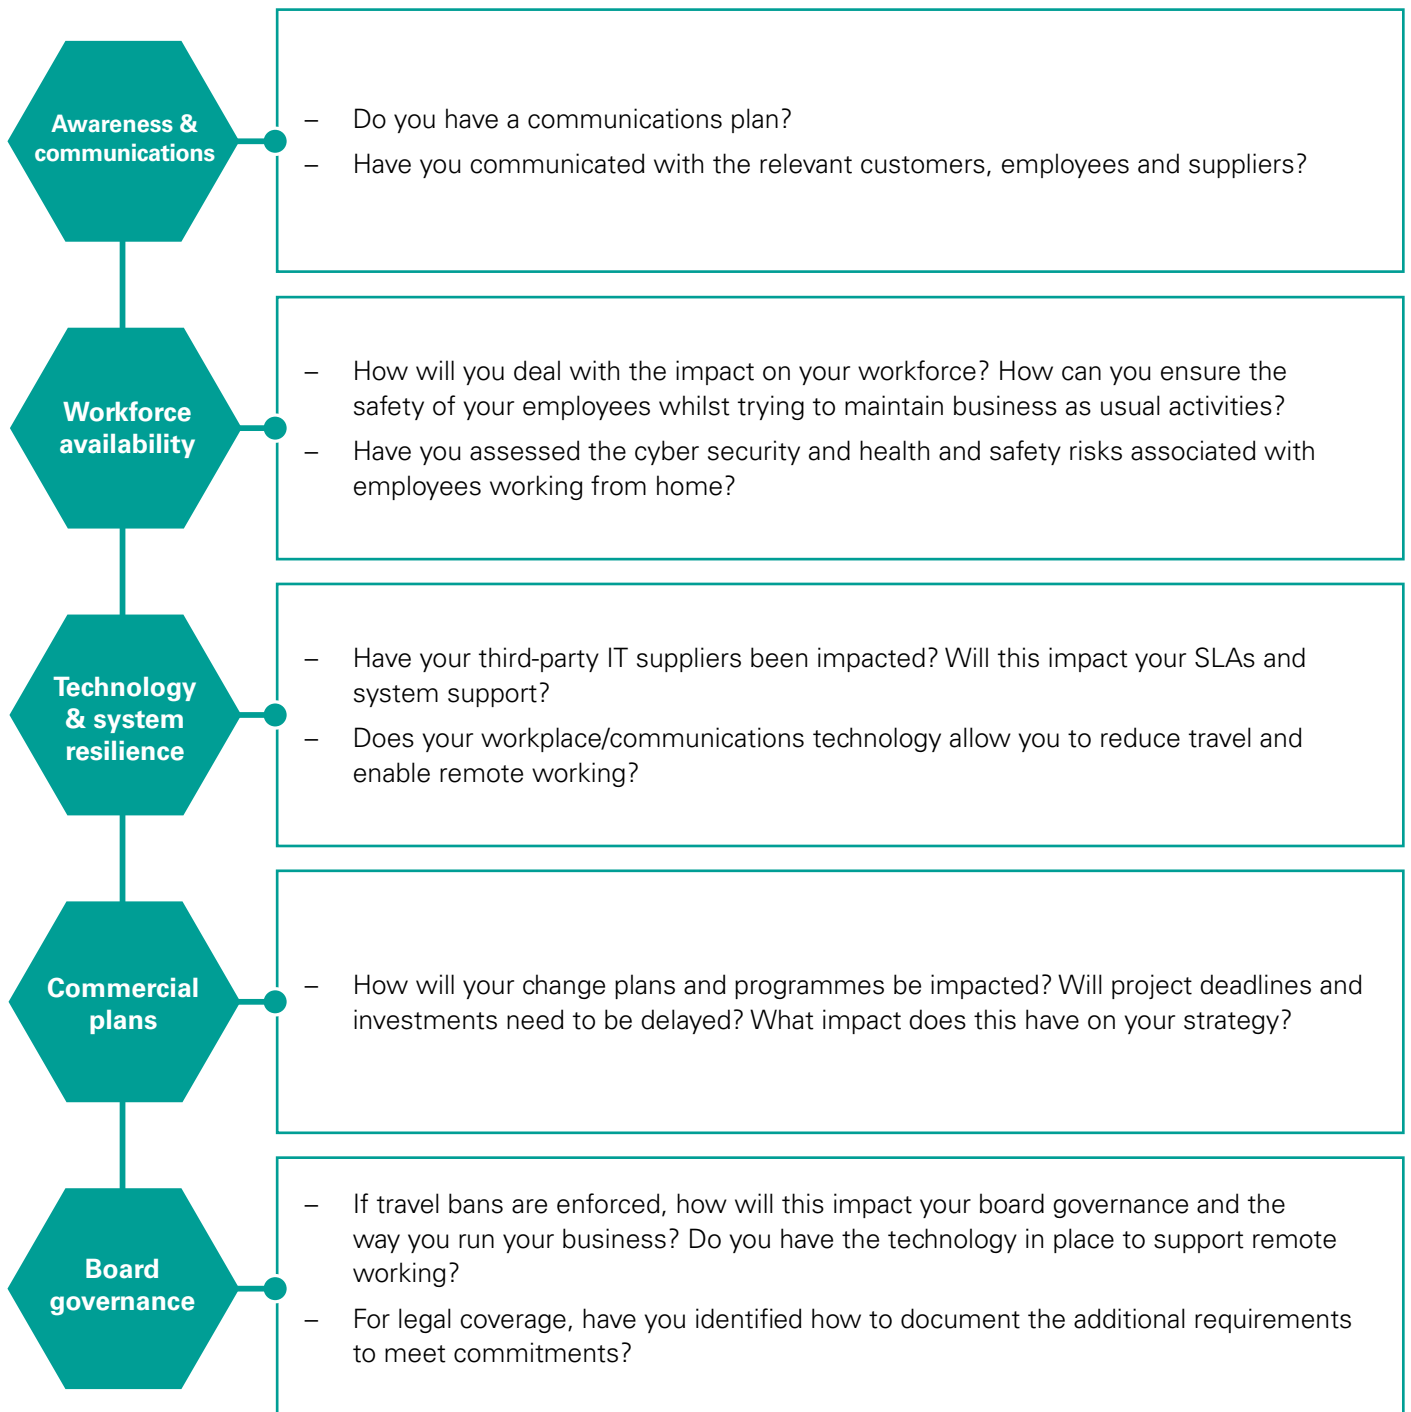 Awareness &
communications
– Do you have a communications plan?
– Have you communicated with the relevant customers, employees and suppliers?
Workforce
availability
– How will you deal with the impact on your workforce? How can you ensure the
safety of your employees whilst trying to maintain business as usual activities?
– Have you assessed the cyber security and health and safety risks associated with
employees working from home?
Technology
& system
resilience
– Have your third-party IT suppliers been impacted? Will this impact your SLAs and
system support?
– Does your workplace/communications technology allow you to reduce travel and
enable remote working?
Commercial
plans
– How will your change plans and programmes be impacted? Will project deadlines and
investments need to be delayed? What impact does this have on your strategy?
Board
governance
– If travel bans are enforced, how will this impact your board governance and the
way you run your business? Do you have the technology in place to support remote
working?
– For legal coverage, have you identified how to document the additional requirements
to meet commitments?